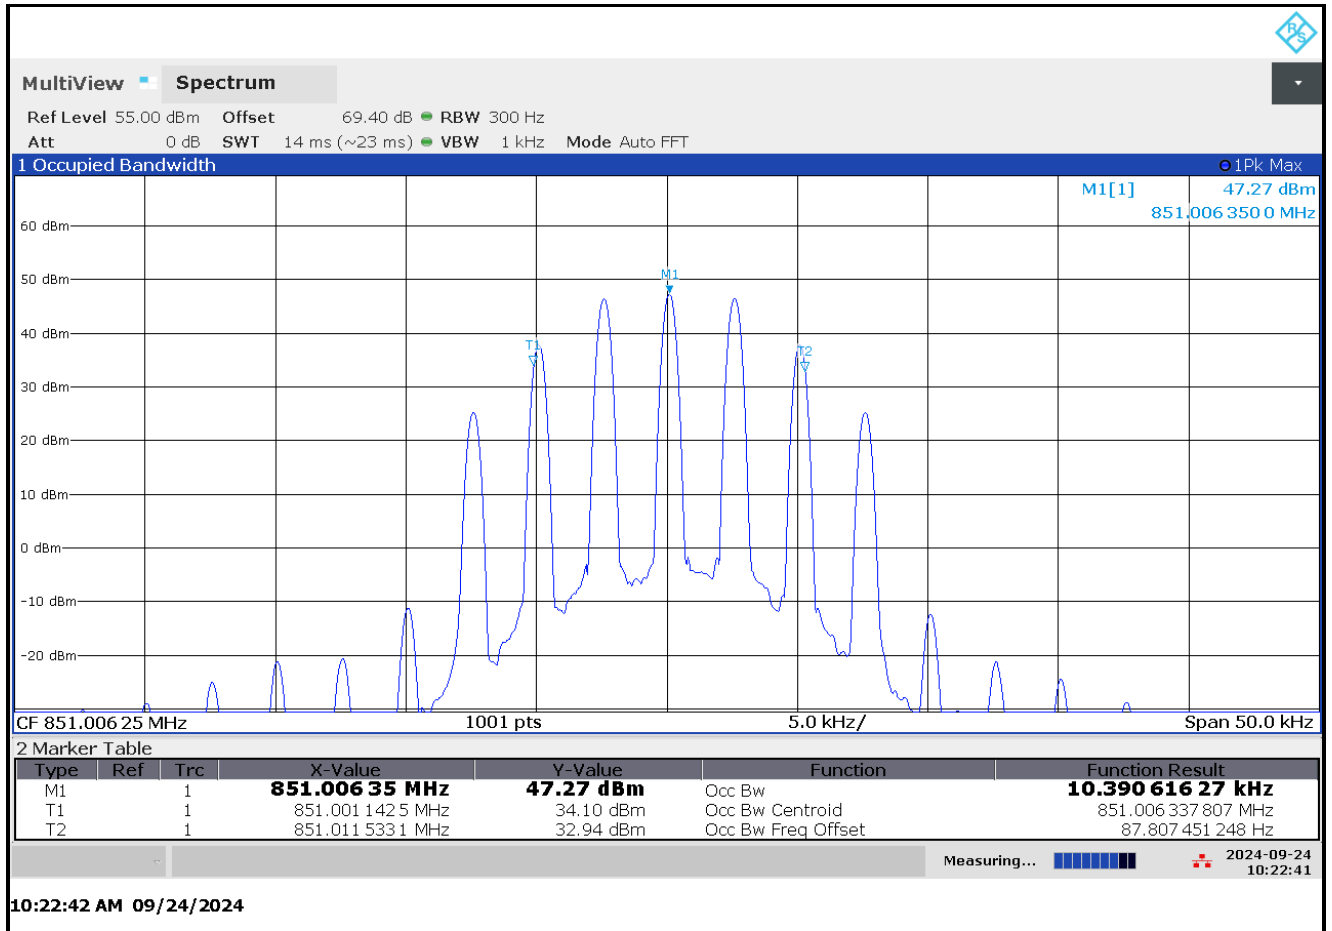 R S
MultiView Spectrum
Ref Level 55.00 dBm Offset 69.40 dB RBW 300 Hz
Att 0 dB SWT 14 ms (~23 ms) VBW 1 kHz Mode Auto FFT
1 Occupied Bandwidth 1Pk Max
M1[1] 47.27 dBm
851.006 350 0 MHz
60 dBm
50 dBm
M1
40 dBm
T1
T2
30 dBm
20 dBm
10 dBm
0 dBm
-10 dBm
-20 dBm
CF 851.006 25 MHz 1001 pts 5.0 kHz/ Span 50.0 kHz
2 Marker Table
Type Ref Trc X-Value Y-Value Function Function Result
M1 1 851.006 35 MHz 47.27 dBm Occ Bw 10.390 616 27 kHz
T1 1 851.001 142 5 MHz 34.10 dBm Occ Bw Centroid 851.006 337 807 MHz
T2 1 851.011 533 1 MHz 32.94 dBm Occ Bw Freq Offset 87.807 451 248 Hz
Measuring... 2024-09-24
10:22:41
10:22:42 AM 09/24/2024